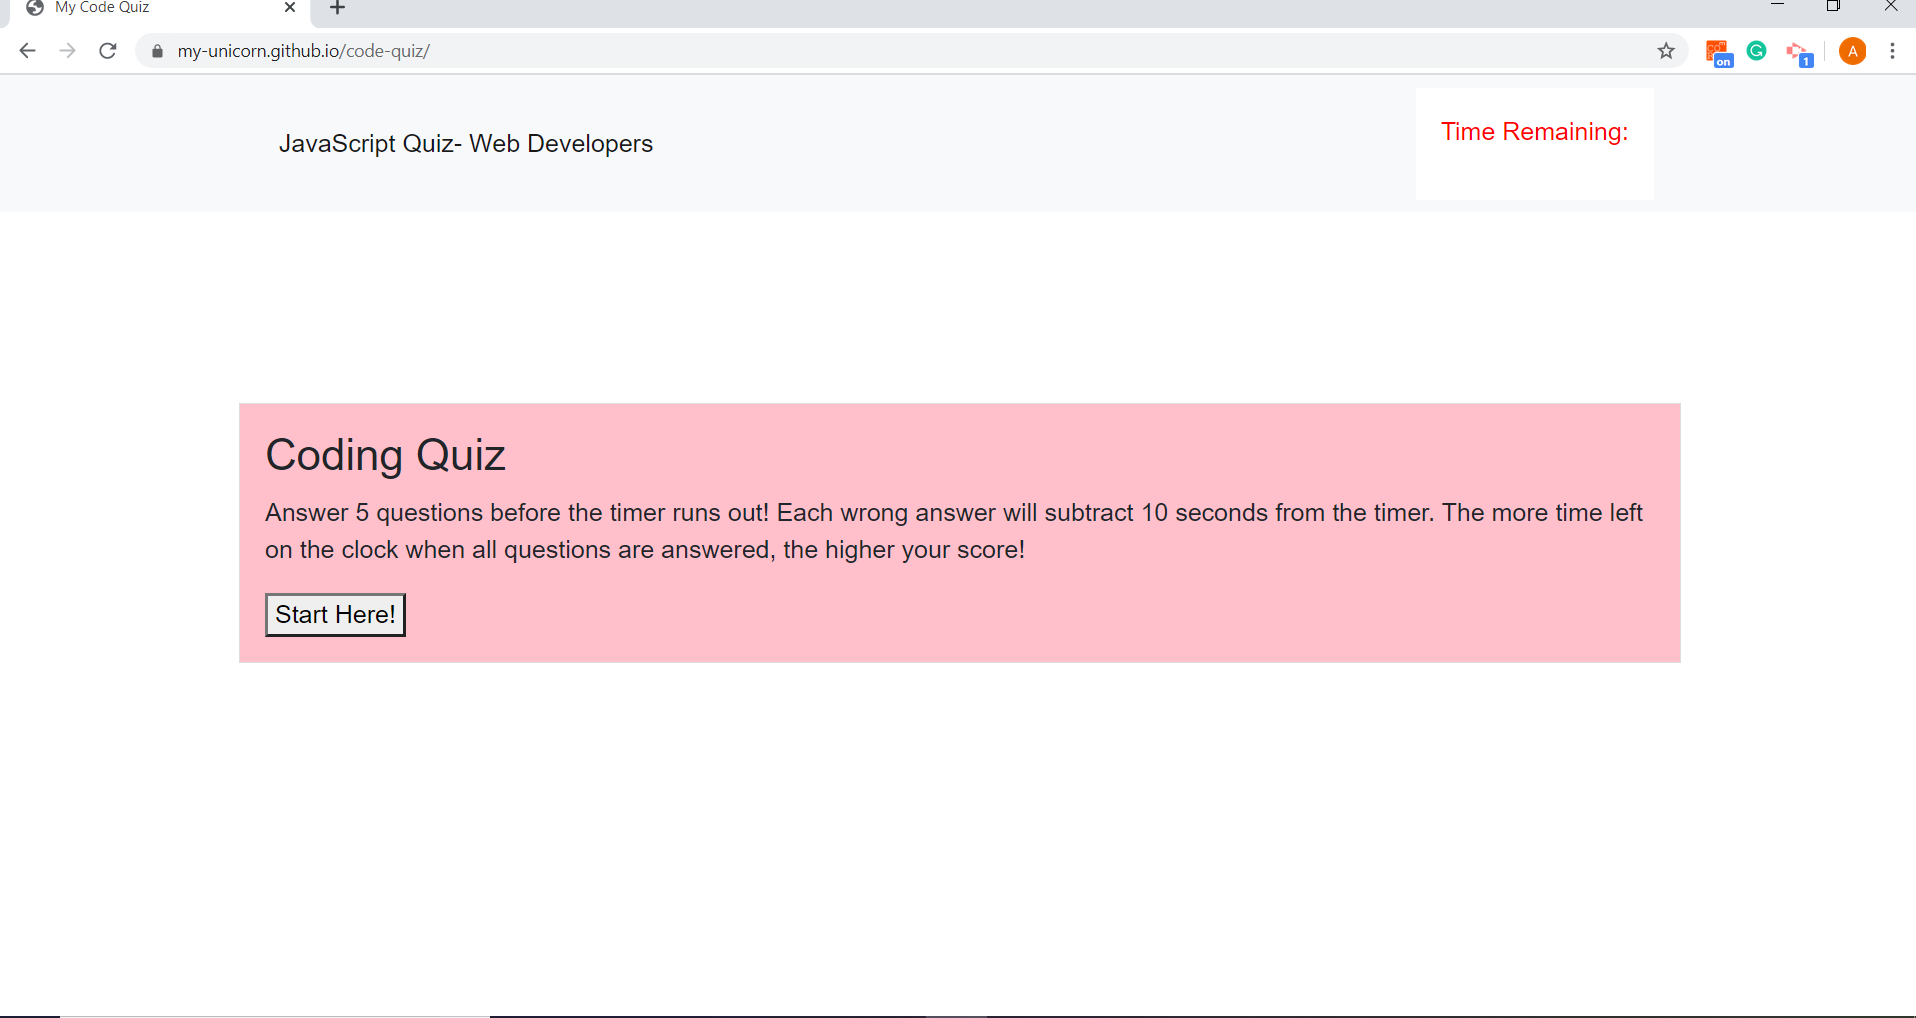 My Code Quiz
my-unicorn.github.io/code-quiz/
on
G
1
A
JavaScript Quiz- Web Developers
Time Remaining:
Coding Quiz
Answer 5 questions before the timer runs out! Each wrong answer will subtract 10 seconds from the timer. The more time left
on the clock when all questions are answered, the higher your score!
Start Here!